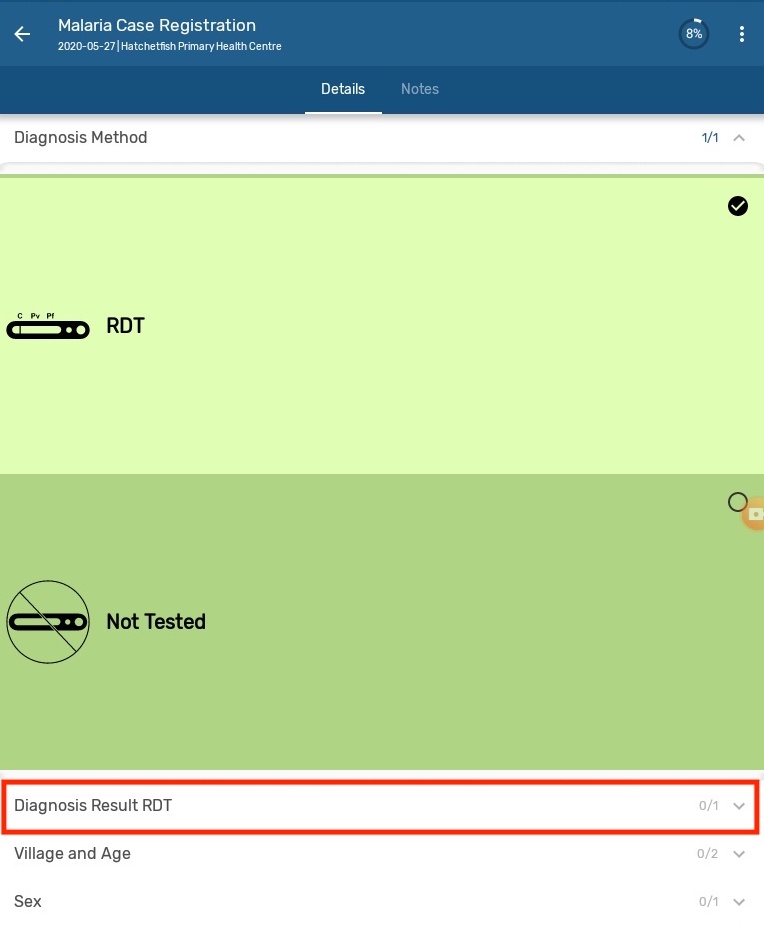 Malaria Case Registration
2020-05-27 | Hatchetfish Primary Health Centre
8%
Details Notes
Diagnosis Method 1/1
C Pv Pf
RDT
Not Tested
Diagnosis Result RDT 0/1
Village and Age 0/2
Sex 0/1